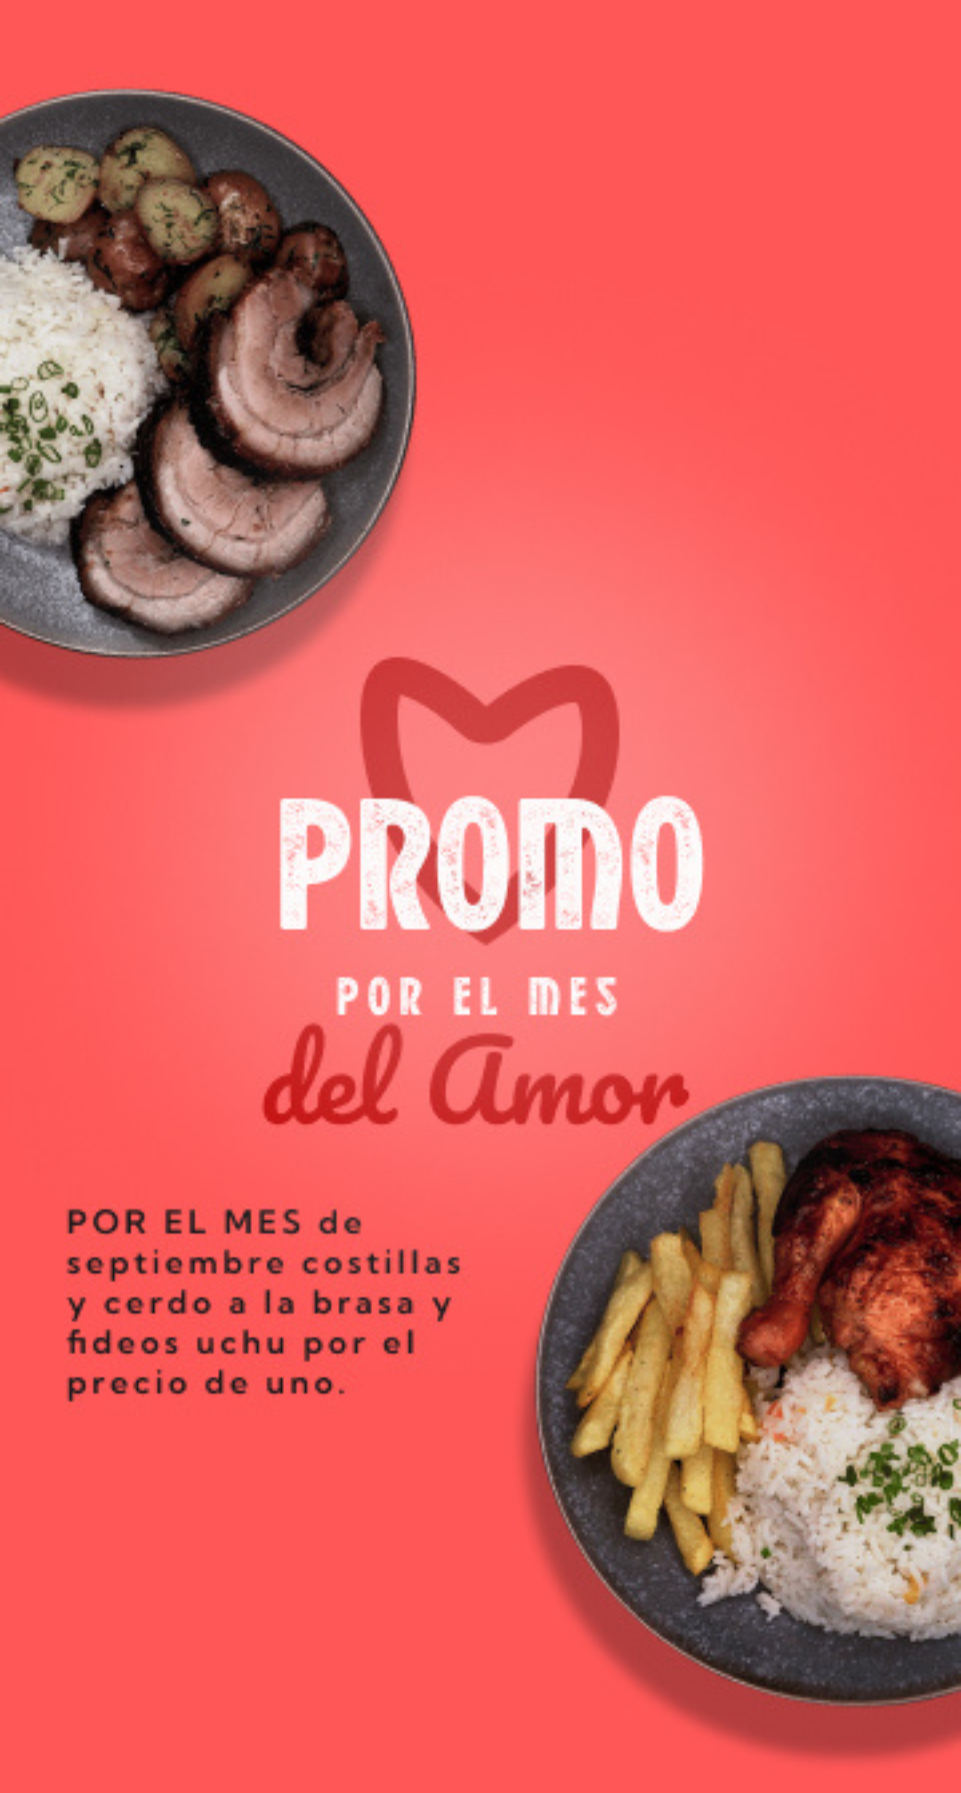 PROMO
POR EL MES
del Amor
POR EL MES de
septiembre costillas
y cerdo a la brasa y
fideos uchu por el
precio de uno.